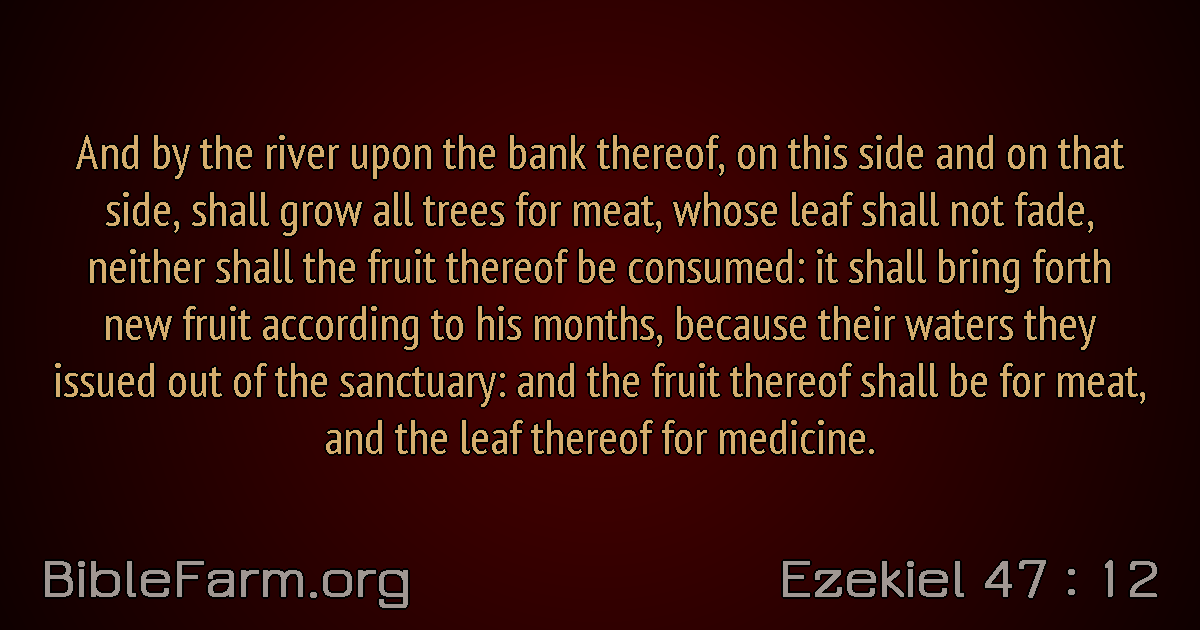 And by the river upon the bank thereof, on this side and on that
side, shall grow all trees for meat, whose leaf shall not fade,
neither shall the fruit thereof be consumed: it shall bring forth
new fruit according to his months, because their waters they
issued out of the sanctuary: and the fruit thereof shall be for meat,
and the leaf thereof for medicine.
BibleFarm.org
Ezekiel 47 : 12